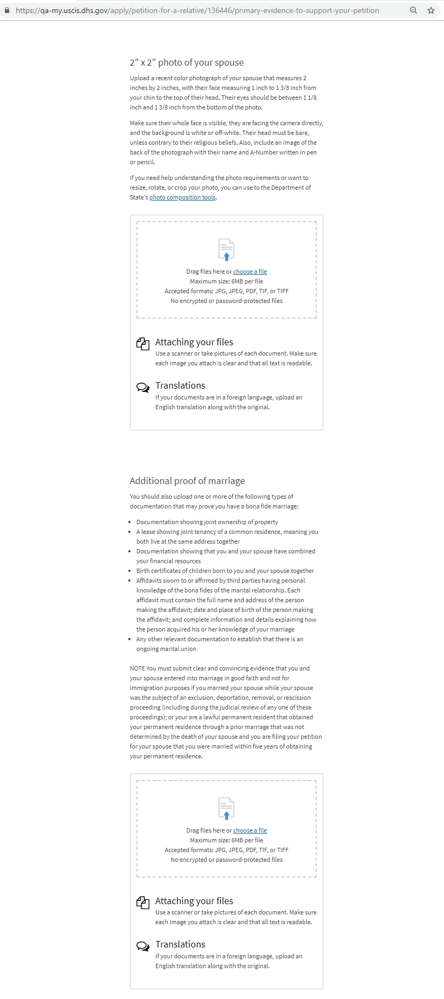 https://qa-my.uscis.dhs.gov/apply/petition-for-a-relative/136446/primary-evidence-to-support-your-petition
2" x 2" photo of your spouse
Upload a recent color photograph of your spouse that measures 2
inches by 2 inches, with their face measuring 1 inch to 1 3/8 inch from
your chin to the top of their head. Their eyes should be between 1 1/8
inch and 1 3/8 inch from the bottom of the photo.
Make sure their whole face is visible, they are facing the camera directly,
and the background is white or off-white. Their head must be bare,
unless contrary to their religious beliefs. Also, include an image of the
back of the photograph with their name and A-Number written in pen
or pencil.
If you need help understanding the photo requirements or want to
resize, rotate, or crop your photo, you can use to the Department of
State's photo composition tools.
Drag files here or choose a file
Maximum size: 6MB per file
Accepted formats: JPG, JPEG, PDF, TIF, or TIFF
No encrypted or password-protected files
Attaching your files
Use a scanner or take pictures of each document. Make sure
each image you attach is clear and that all text is readable.
Translations
If your documents are in a foreign language, upload an
English translation along with the original.
Additional proof of marriage
You should also upload one or more of the following types of
documentation that may prove you have a bona fide marriage:
• Documentation showing joint ownership of property
• A lease showing joint tenancy of a common residence, meaning you
both live at the same address together
• Documentation showing that you and your spouse have combined
your financial resources
• Birth certificates of children born to you and your spouse together
• Affidavits sworn to or affirmed by third parties having personal
knowledge of the bona fides of the marital relationship. Each
affidavit must contain the full name and address of the person
making the affidavit; date and place of birth of the person making
the affidavit; and complete information and details explaining how
the person acquired his or her knowledge of your marriage
• Any other relevant documentation to establish that there is an
ongoing marital union
NOTE You must submit clear and convincing evidence that you and
your spouse entered into marriage in good faith and not for
immigration purposes if you married your spouse while your spouse
was the subject of an exclusion, deportation, removal, or rescission
proceeding (including during the judicial review of any one of these
proceedings); or your are a lawful permanent resident that obtained
your permanent residence through a prior marriage that was not
determined by the death of your spouse and you are filing your petition
for your spouse that you were married within five years of obtaining
your permanent residence.
Drag files here or choose a file
Maximum size: 6MB per file
Accepted formats: JPG, JPEG, PDF, TIF, or TIFF
No encrypted or password-protected files
Attaching your files
Use a scanner or take pictures of each document. Make sure
each image you attach is clear and that all text is readable.
Translations
If your documents are in a foreign language, upload an
English translation along with the original.